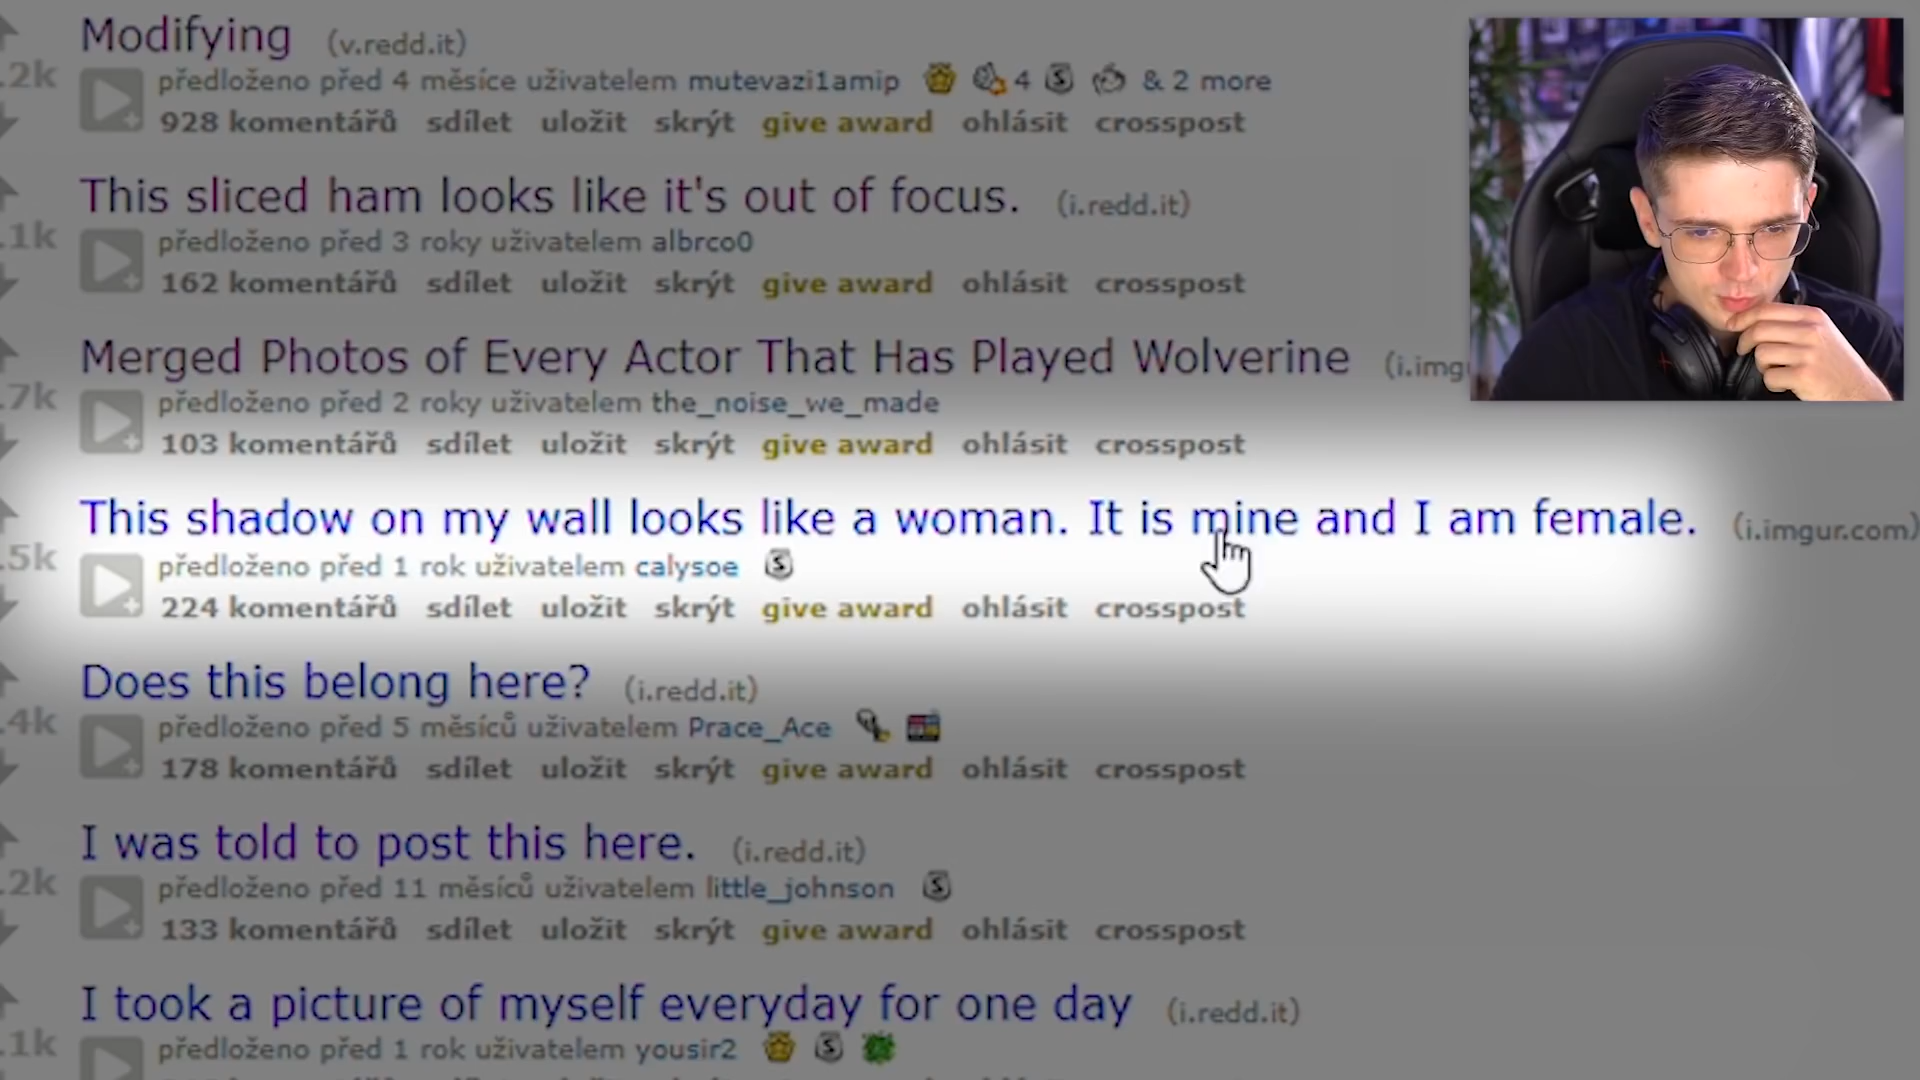 Modifying (v.redd.it)
.2k
předloženo před 4 měsíce uživatelem mutevazi1amip 4 & 2 more
928 komentářů sdílet uložit skrýt give award ohlásit crosspost
This sliced ham looks like it's out of focus. (i.redd.it)
.1k
předloženo před 3 roky uživatelem albrco0
162 komentářů sdílet uložit skrýt give award ohlásit crosspost
Merged Photos of Every Actor That Has Played Wolverine (i.imgu
.7k
předloženo před 2 roky uživatelem the_noise_we_made
103 komentářů sdílet uložit skrýt give award ohlásit crosspost
This shadow on my wall looks like a woman. It is mine and I am female. (i.imgur.com)
.5k
předloženo před 1 rok uživatelem calysoe
224 komentářů sdílet uložit skrýt give award ohlásit crosspost
Does this belong here? (i.redd.it)
.4k
předloženo před 5 měsíců uživatelem Prace_Ace
178 komentářů sdílet uložit skrýt give award ohlásit crosspost
I was told to post this here. (i.redd.it)
.2k
předloženo před 11 měsíců uživatelem little_johnson
133 komentářů sdílet uložit skrýt give award ohlásit crosspost
I took a picture of myself everyday for one day (i.redd.it)
.1k
předloženo před 1 rok uživatelem yousir2